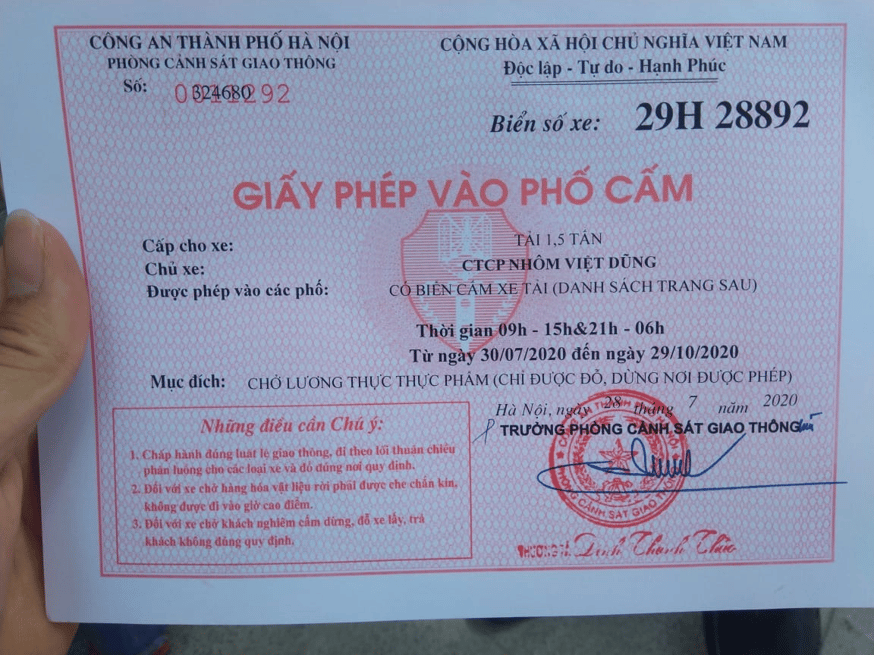 CÔNG AN THÀNH PHỐ HÀ NỘI
PHÒNG CẢNH SÁT GIAO THÔNG
Số: 324680
CỘNG HÒA XÃ HỘI CHỦ NGHĨA VIỆT NAM
Độc lập - Tự do - Hạnh Phúc
Biển số xe: 29H 28892
GIẤY PHÉP VÀO PHỐ CẤM
Cấp cho xe: TẢI 1,5 TẤN
Chủ xe: CTCP NHÔM VIỆT DŨNG
Được phép vào các phố: CÓ BIỂN CẤM XE TẢI (DANH SÁCH TRANG SAU)
Thời gian 09h - 15h&21h - 06h
Từ ngày 30/07/2020 đến ngày 29/10/2020
Mục đích: CHỞ LƯƠNG THỰC THỰC PHẨM (CHỈ ĐƯỢC ĐỖ, DỪNG NƠI ĐƯỢC PHÉP)
Hà Nội, ngày 28 tháng 7 năm 2020
TRƯỞNG PHÒNG CẢNH SÁT GIAO THÔNG
Những điều cần Chú ý:
1. Chấp hành đúng luật lệ giao thông, đi theo lối thuận chiều
phân luồng cho các loại xe và đỗ đúng nơi quy định.
2. Đối với xe chở hàng hóa vật liệu rời phải được che chắn kín,
không được đi vào giờ cao điểm.
3. Đối với xe chở khách nghiêm cấm dừng, đỗ xe lấy, trả
khách không đúng quy định.
PHÒNG CẢNH SÁT GIAO THÔNG